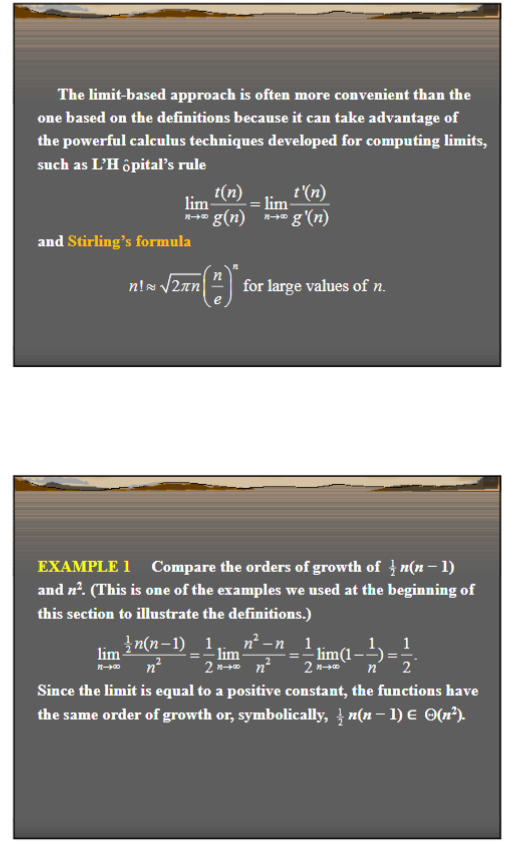 The limit-based approach is often more convenient than the
one based on the definitions because it can take advantage of
the powerful calculus techniques developed for computing limits,
such as L'Hôpital's rule
lim n→∞ t(n)/g(n) = lim n→∞ t'(n)/g'(n)
and Stirling's formula
n! ≈ √2πn (n/e)ⁿ for large values of n.
EXAMPLE 1 Compare the orders of growth of ½ n(n − 1)
and n². (This is one of the examples we used at the beginning of
this section to illustrate the definitions.)
lim n→∞ ½n(n−1)/n² = 1/2 lim n→∞ n²−n/n² = 1/2 lim n→∞ (1−1/n) = 1/2.
Since the limit is equal to a positive constant, the functions have
the same order of growth or, symbolically, ½ n(n − 1) ∈ Θ(n²).